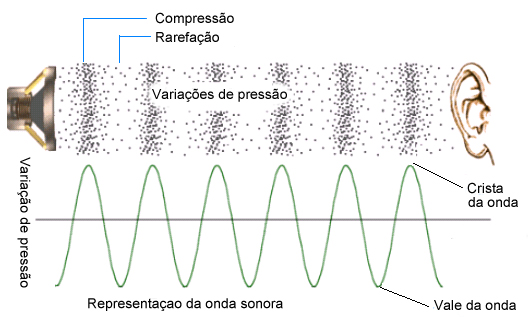 Compressão
Rarefação
Variações de pressão
Variação de pressão
Crista
da onda
Representaçao da onda sonora
Vale da onda